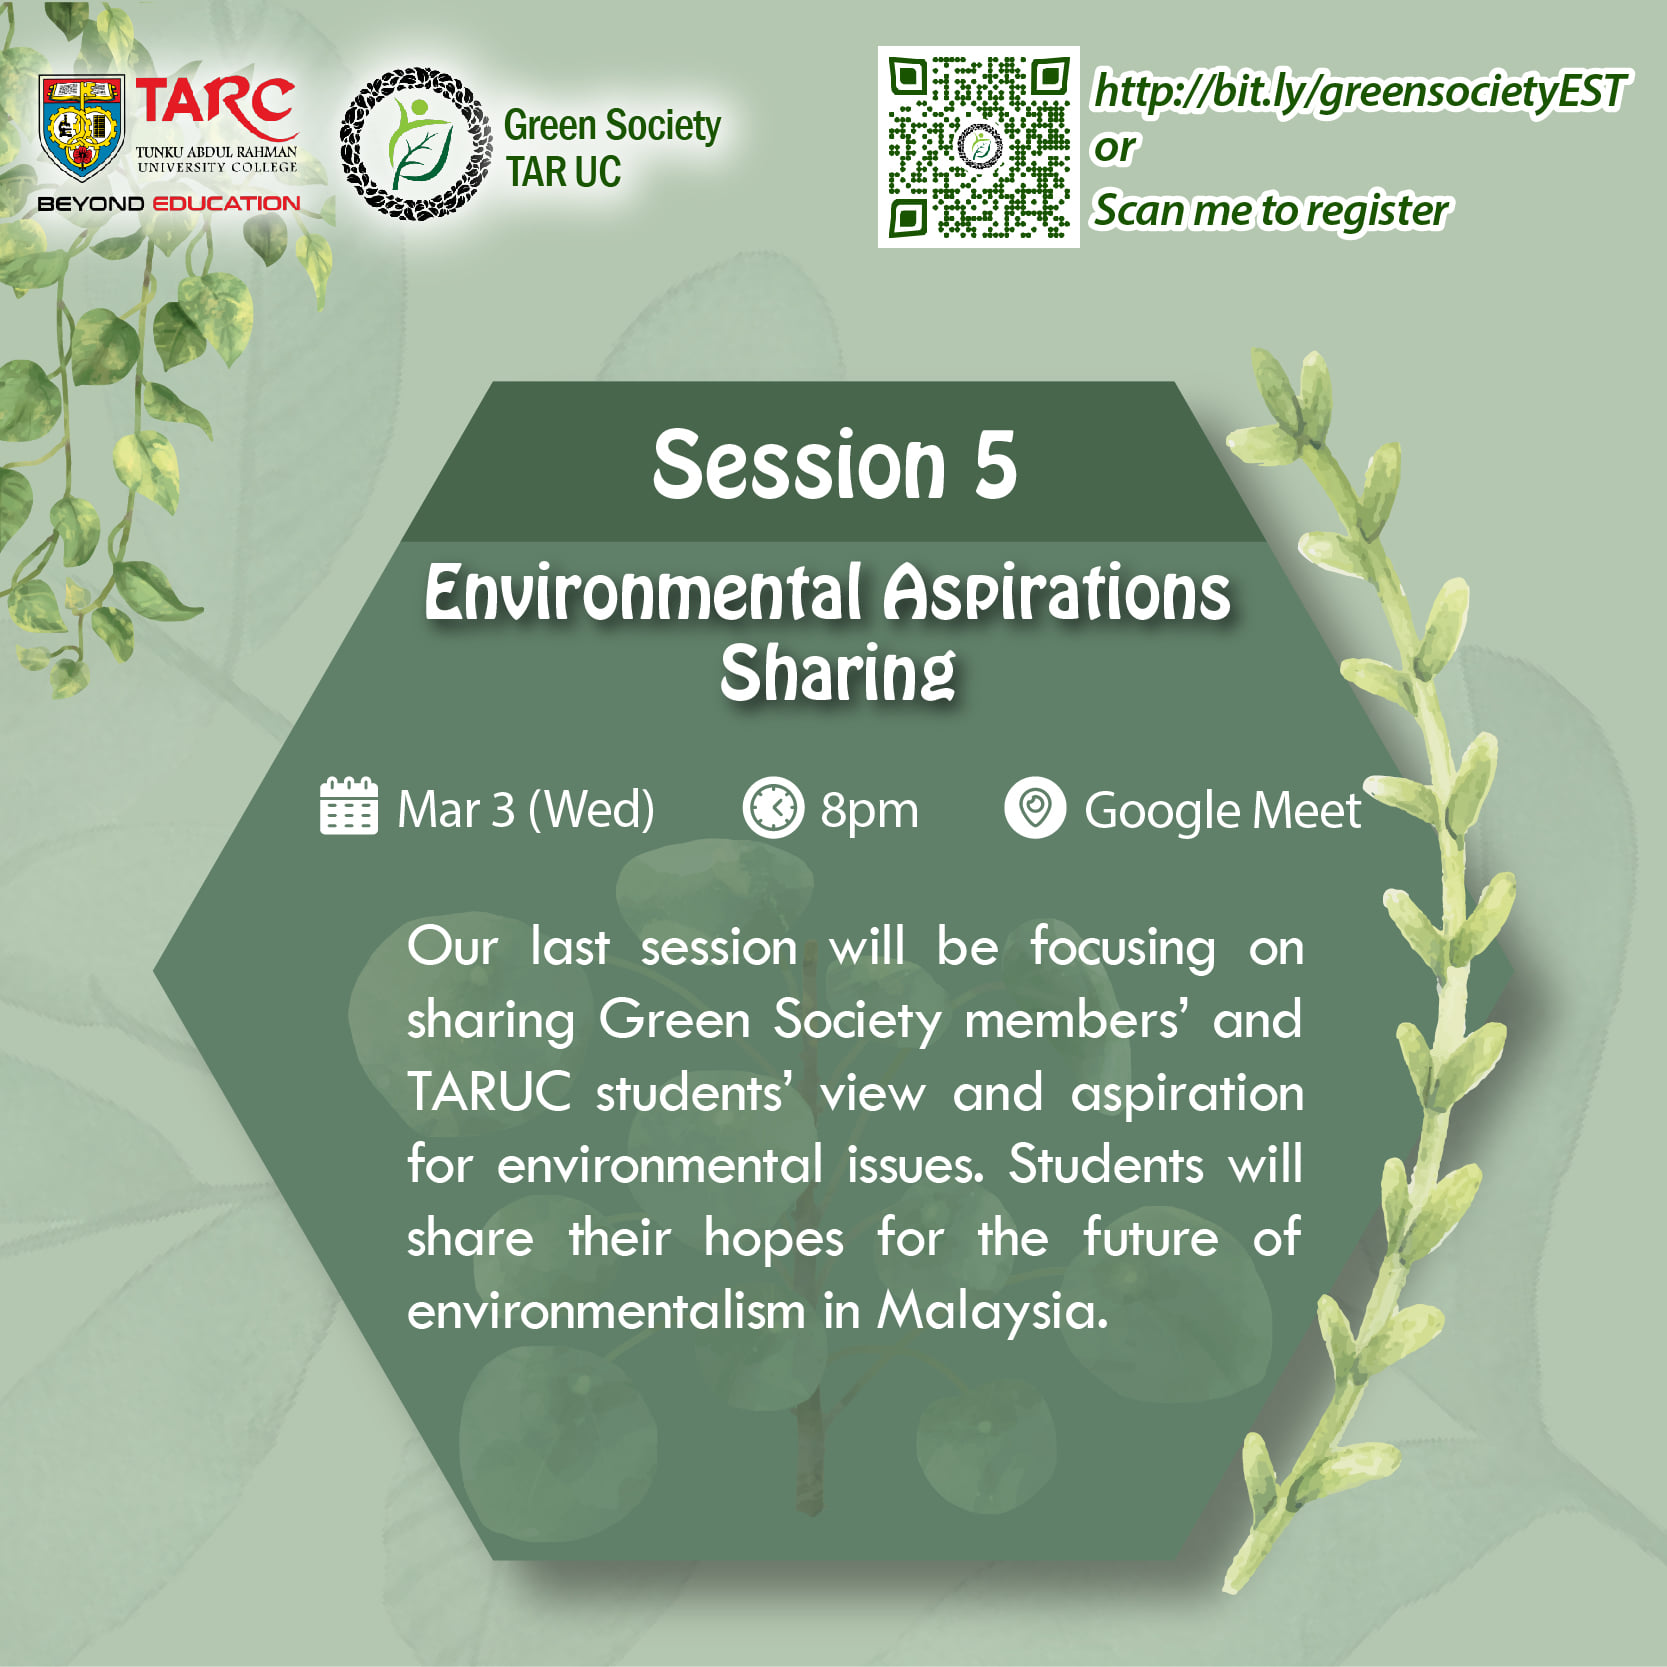 TARC
TUNKU ABDUL RAHMAN
UNIVERSITY COLLEGE
BEYOND EDUCATION
Green Society
TAR UC
http://bit.ly/greensocietyEST
or
Scan me to register
Session 5
Environmental Aspirations
Sharing
Mar 3 (Wed)
8pm
Google Meet
Our last session will be focusing on
sharing Green Society members’ and
TARUC students’ view and aspiration
for environmental issues. Students will
share their hopes for the future of
environmentalism in Malaysia.